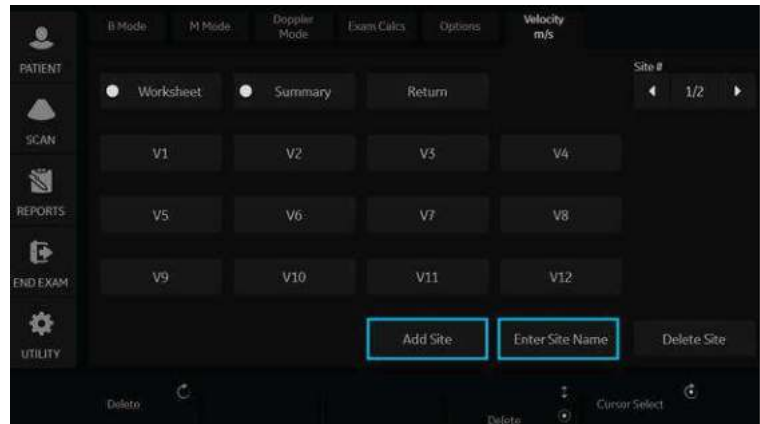 B Mode
M Mode
Doppler
Mode
Exam Calcs
Options
Velocity
m/s
PATIENT
SCAN
REPORTS
END EXAM
UTILITY
Worksheet
Summary
Return
Site #
1/2
V1
V2
V3
V4
V5
V6
V7
V8
V9
V10
V11
V12
Add Site
Enter Site Name
Delete Site
Delete
Delete
Cursor Select